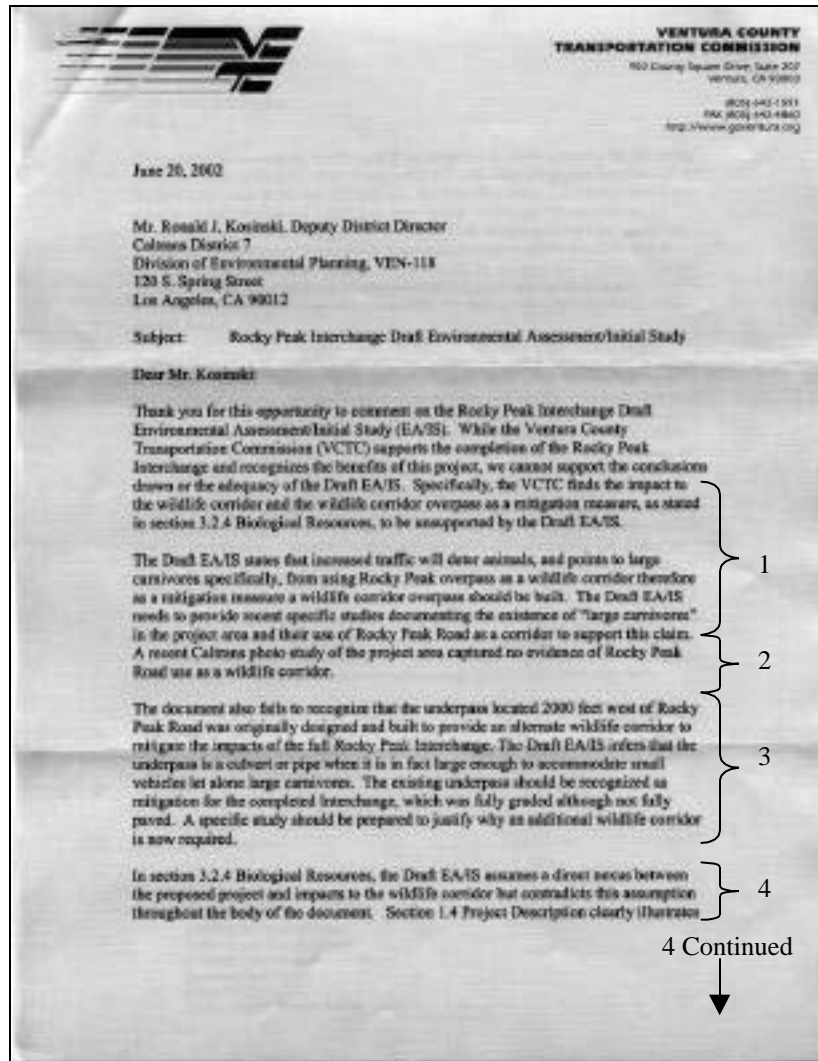 VENTURA COUNTY
TRANSPORTATION COMMISSION
950 County Square Drive, Suite 207
Ventura, CA 93003
(805)
FAX (805)
http://www.goventura.org
June 20, 2002
Mr. Ronald J. Kosinski, Deputy District Director
Caltrans District 7
Division of Environmental Planning, VEN-118
120 S. Spring Street
Los Angeles, CA 90012
Subject: Rocky Peak Interchange Draft Environmental Assessment/Initial Study
Dear Mr. Kosinski:
Thank you for this opportunity to comment on the Rocky Peak Interchange Draft
Environmental Assessment/Initial Study (EA/IS). While the Ventura County
Transportation Commission (VCTC) supports the completion of the Rocky Peak
Interchange and recognizes the benefits of this project, we cannot support the conclusions
drawn or the adequacy of the Draft EA/IS. Specifically, the VCTC finds the impact to
the wildlife corridor and the wildlife corridor overpass as a mitigation measure, as stated
in section 3.2.4 Biological Resources, to be unsupported by the Draft EA/IS.
The Draft EA/IS states that increased traffic will deter animals, and points to large
carnivores specifically, from using Rocky Peak overpass as a wildlife corridor therefore
as a mitigation measure a wildlife corridor overpass should be built. The Draft EA/IS
needs to provide recent specific studies documenting the existence of "large carnivores"
in the project area and their use of Rocky Peak Road as a corridor to support this claim.
A recent Caltrans photo study of the project area captured no evidence of Rocky Peak
Road use as a wildlife corridor.
The document also fails to recognize that the underpass located 2000 feet west of Rocky
Peak Road was originally designed and built to provide an alternate wildlife corridor to
mitigate the impacts of the full Rocky Peak Interchange. The Draft EA/IS infers that the
underpass is a culvert or pipe when it is in fact large enough to accommodate small
vehicles let alone large carnivores. The existing underpass should be recognized as
mitigation for the completed Interchange, which was fully graded although not fully
paved. A specific study should be prepared to justify why an additional wildlife corridor
is now required.
In section 3.2.4 Biological Resources, the Draft EA/IS assumes a direct nexus between
the proposed project and impacts to the wildlife corridor but contradicts this assumption
throughout the body of the document. Section 1.4 Project Description clearly illustrates
1
2
3
4
4 Continued